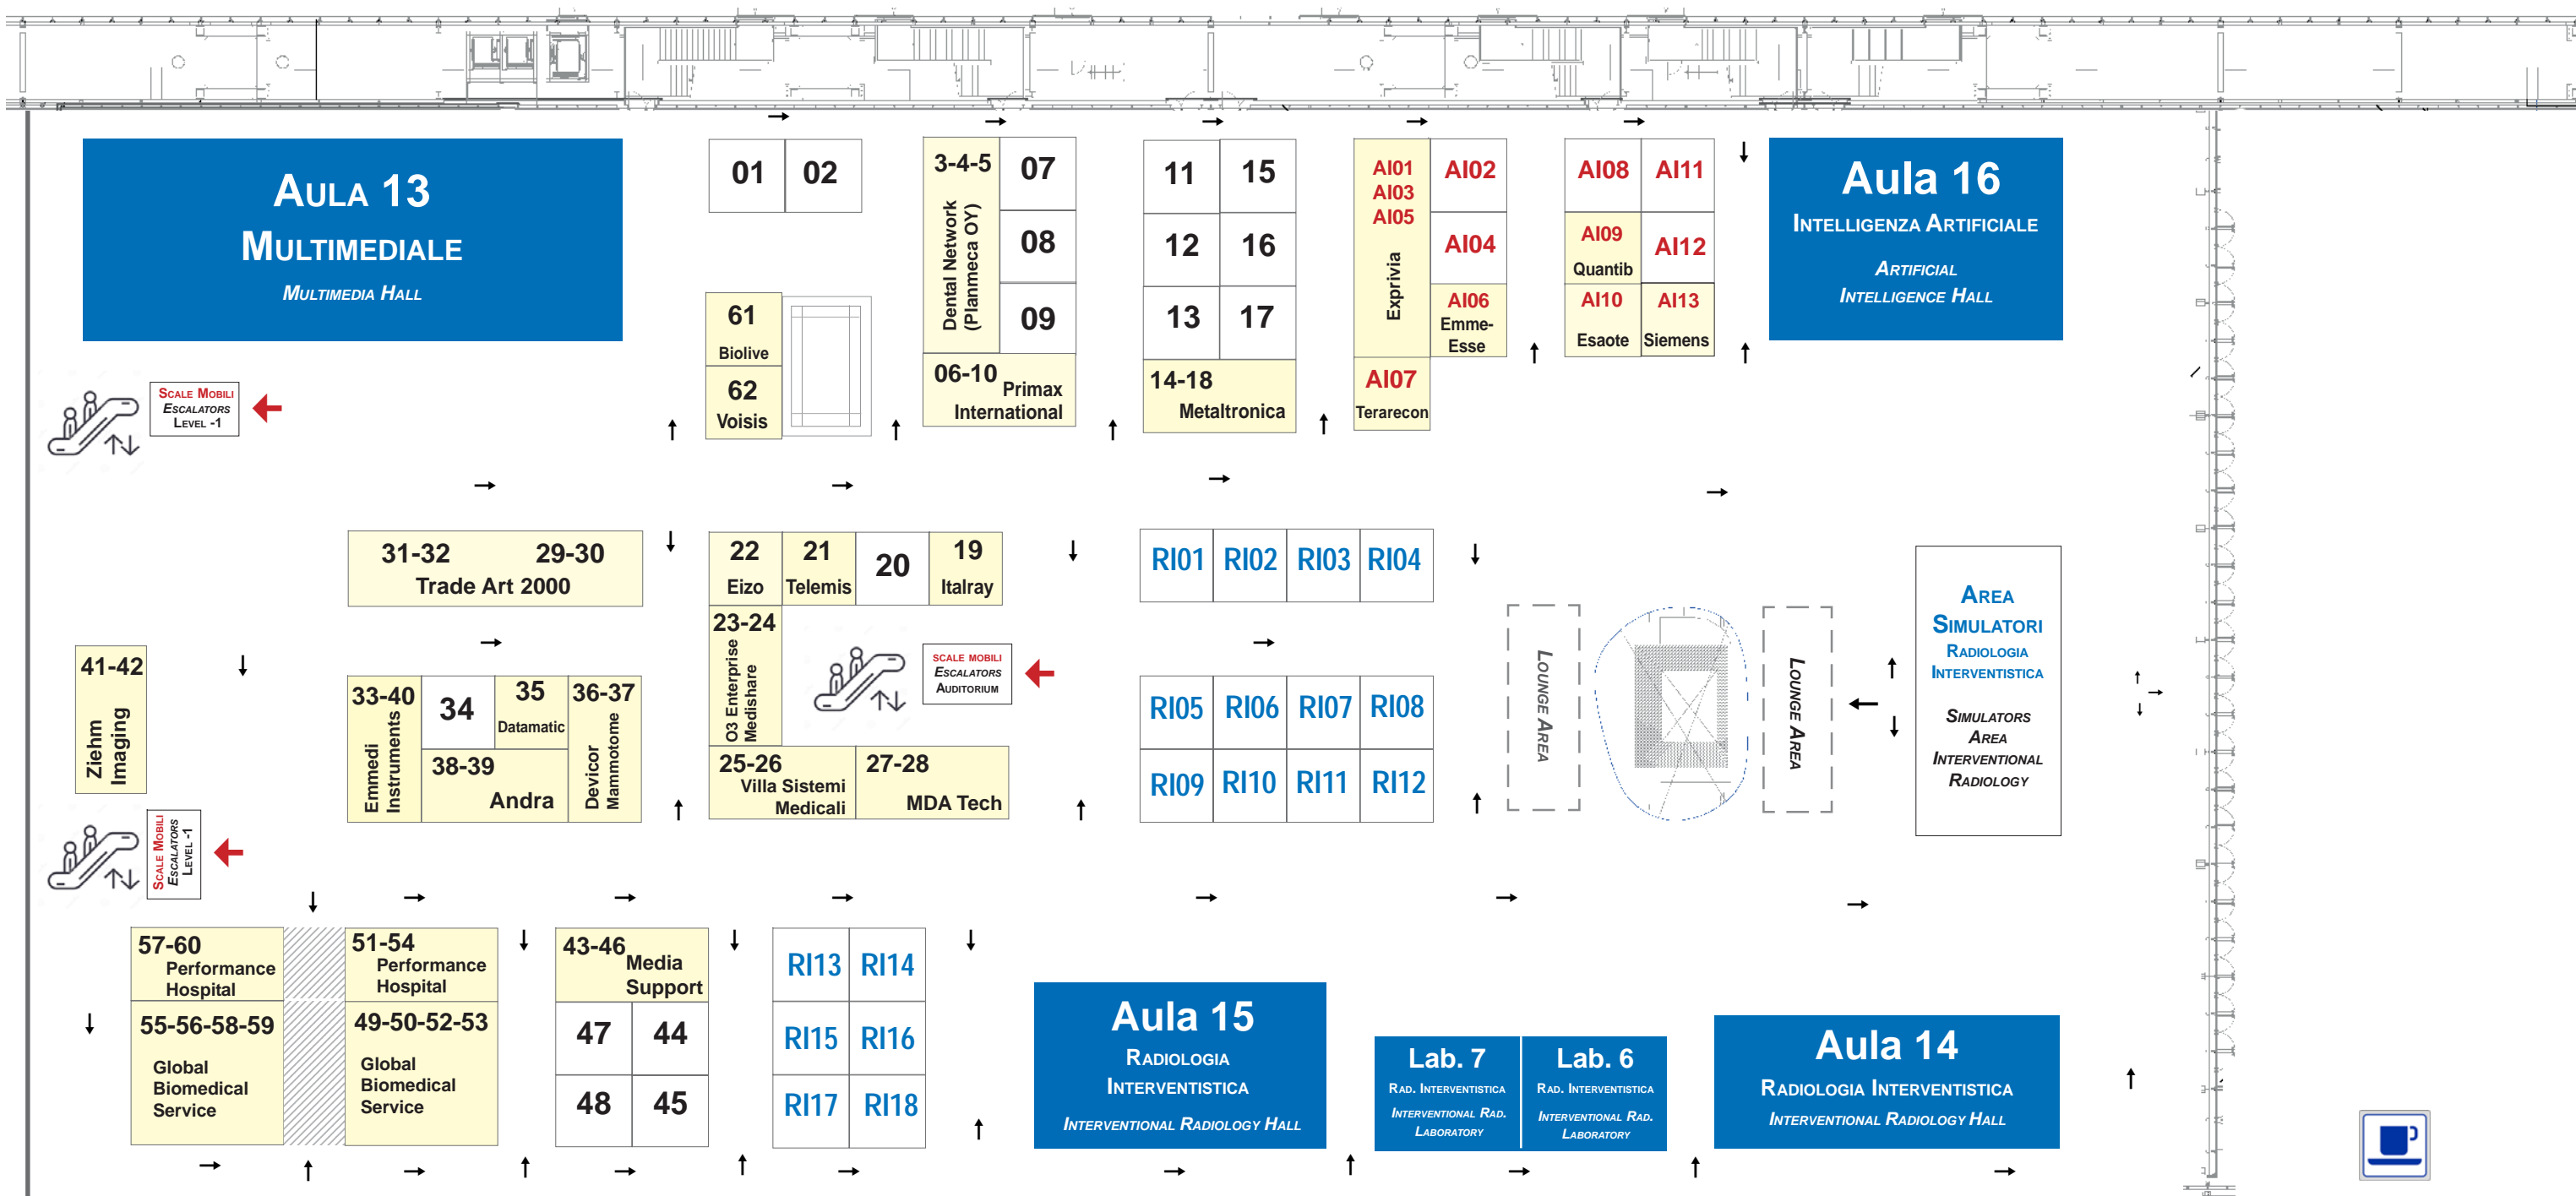 AULA 13
MULTIMEDIALE
MULTIMEDIA HALL
01
02
3-4-5
Dental Network
(Planmeca OY)
07
08
09
06-10 Primax
International
11
15
12
16
13
17
14-18
Metaltronica
AI01
AI03
AI05
Exprivia
AI02
AI04
AI06
Emme-
Esse
AI07
Terarecon
AI08
AI11
AI09
Quantib
AI12
AI10
Esaote
AI13
Siemens
Aula 16
INTELLIGENZA ARTIFICIALE
ARTIFICIAL
INTELLIGENCE HALL
61
Biolive
62
Voisis
SCALE MOBILI
ESCALATORS
LEVEL -1
31-32
29-30
Trade Art 2000
22
Eizo
21
Telemis
20
19
Italray
23-24
O3 Enterprise
Medishare
SCALE MOBILI
ESCALATORS
AUDITORIUM
25-26
Villa Sistemi
Medicali
27-28
MDA Tech
RI01
RI02
RI03
RI04
RI05
RI06
RI07
RI08
RI09
RI10
RI11
RI12
LOUNGE AREA
LOUNGE AREA
AREA
SIMULATORI
RADIOLOGIA
INTERVENTISTICA
SIMULATORS
AREA
INTERVENTIONAL
RADIOLOGY
41-42
Ziehm
Imaging
33-40
Emmedi
Instruments
34
35
Datamatic
36-37
Devicor
Mammotome
38-39
Andra
SCALE MOBILI
ESCALATORS
LEVEL -1
57-60
Performance
Hospital
55-56-58-59
Global
Biomedical
Service
51-54
Performance
Hospital
49-50-52-53
Global
Biomedical
Service
43-46
Media
Support
47
44
48
45
RI13
RI14
RI15
RI16
RI17
RI18
Aula 15
RADIOLOGIA
INTERVENTISTICA
INTERVENTIONAL RADIOLOGY HALL
Lab. 7
RAD. INTERVENTISTICA
INTERVENTIONAL RAD.
LABORATORY
Lab. 6
RAD. INTERVENTISTICA
INTERVENTIONAL RAD.
LABORATORY
Aula 14
RADIOLOGIA INTERVENTISTICA
INTERVENTIONAL RADIOLOGY HALL